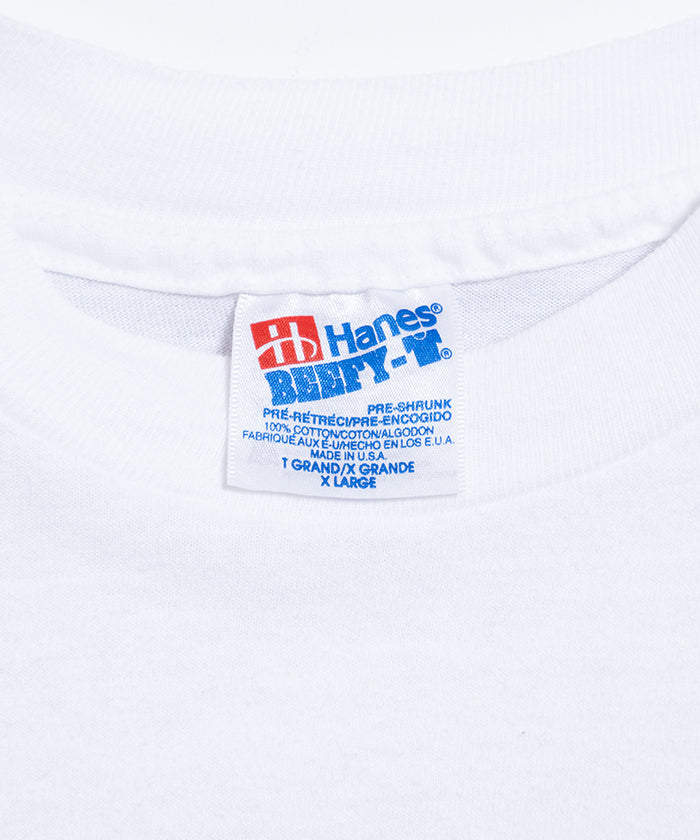 H Hanes®
BEEFY-T®
PRE-SHRUNK
PRÉ-RÉTRÉCI/PRE-ENCOGIDO
100% COTTON/COTON/ALGODON
FABRIQUÉ AUX É-U/HECHO EN LOS E.U.A.
MADE IN U.S.A.
T GRAND/X GRANDE
X LARGE